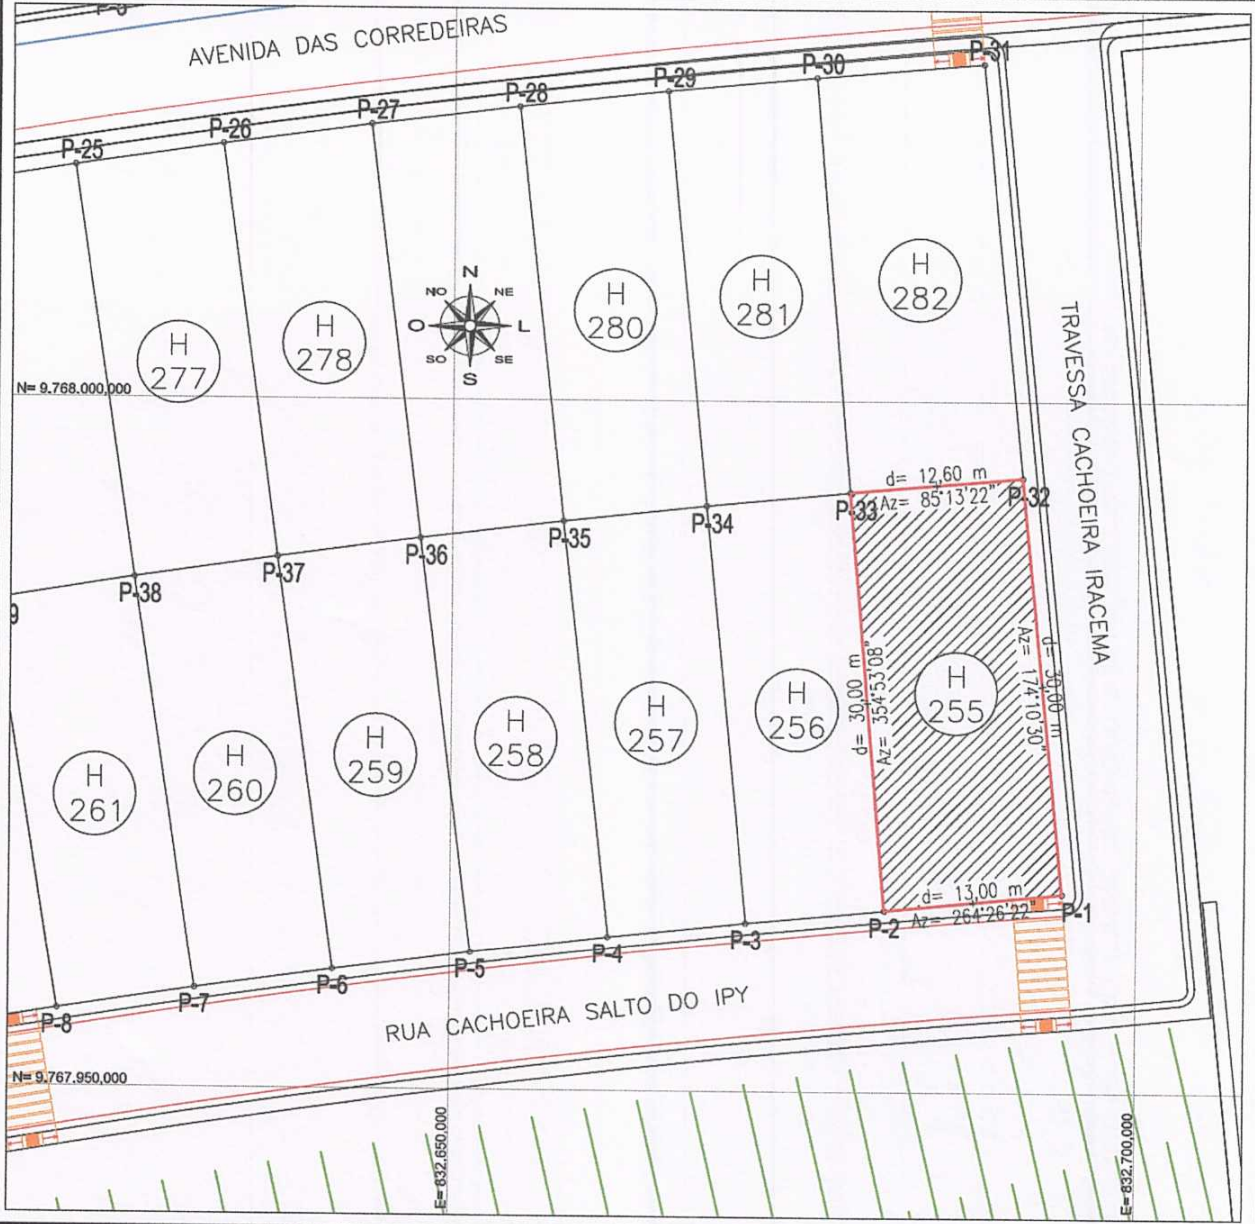 AVENIDA DAS CORREDEIRAS
P-25
P-26
P-27
P-28
P-29
P-30
P-31
H
277
H
278
N
NO
NE
O
L
SO
SE
S
H
280
H
281
H
282
TRAVESSA CACHOEIRA IRACEMA
N= 9.768.000,000
d= 12,60 m
Az= 85°13'22"
9
P-38
P-37
P-36
P-35
P-34
P-33
P-32
H
261
H
260
H
259
H
258
H
257
H
256
d = 30,00 m
Az= 354°53'08"
H
255
Az= 174°10'30"
d= 30,00 m
d= 13,00 m
Az= 264°26'22"
P-8
P-7
P-6
P-5
P-4
P-3
P-2
P-1
RUA CACHOEIRA SALTO DO IPY
N= 9.767.950,000
E= 832.650,000
E= 832.700,000